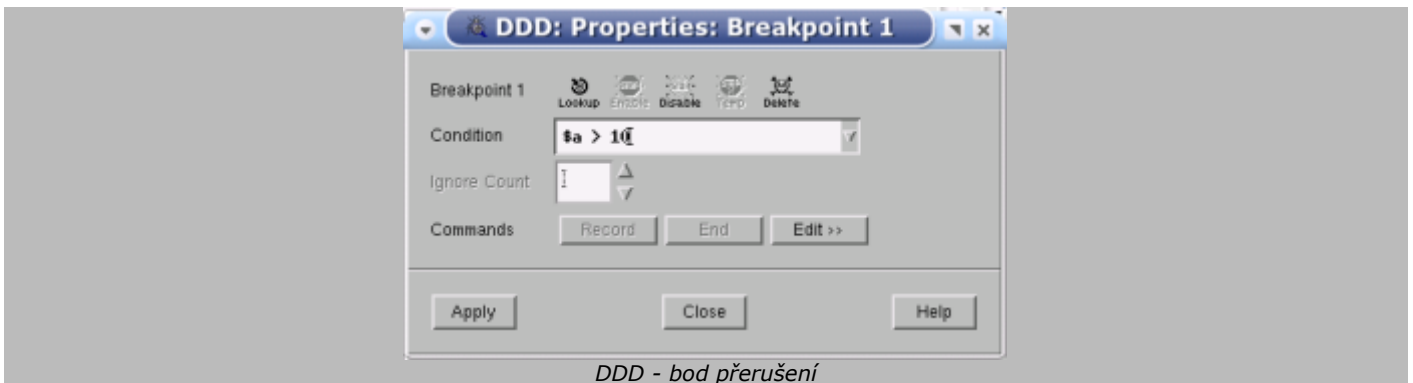 DDD: Properties: Breakpoint 1
Breakpoint 1
Lookup Enable Disable Temp Delete
Condition
$a > 10
Ignore Count
Commands Record End Edit >>
Apply Close Help
DDD - bod přerušení